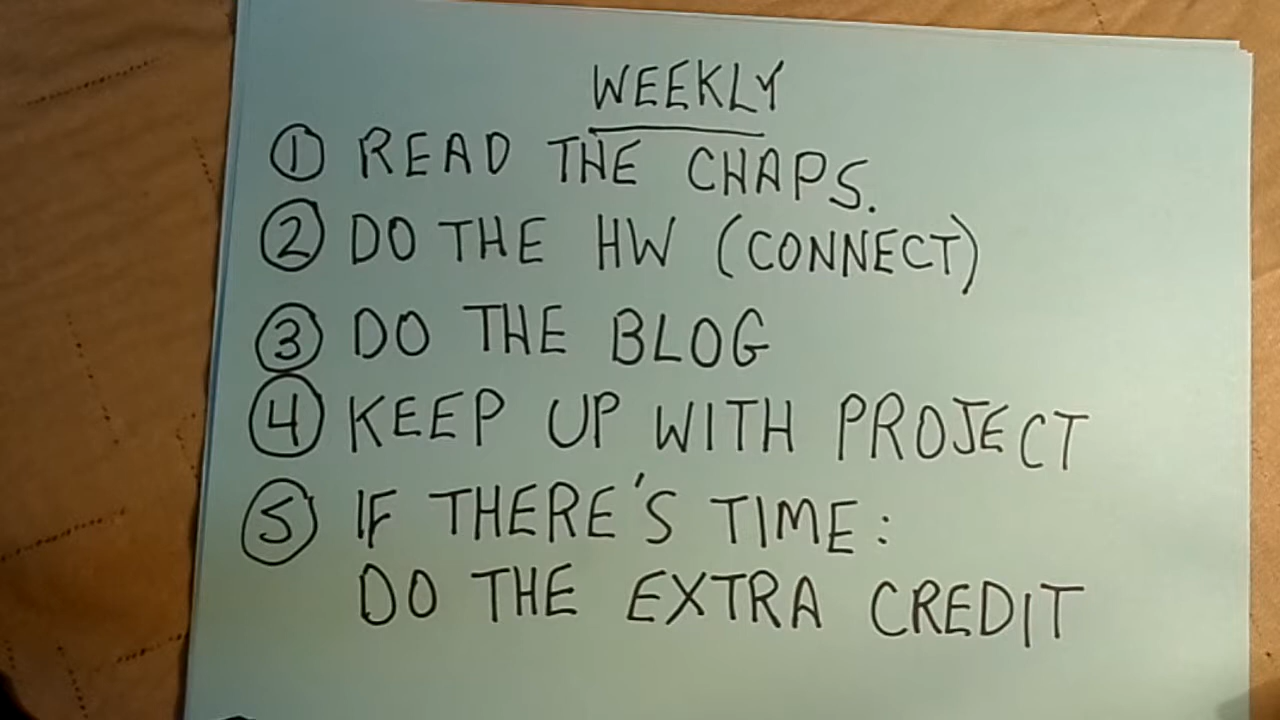 WEEKLY
① READ THE CHAPS.
② DO THE HW (CONNECT)
③ DO THE BLOG
④ KEEP UP WITH PROJECT
⑤ IF THERE'S TIME:
DO THE EXTRA CREDIT